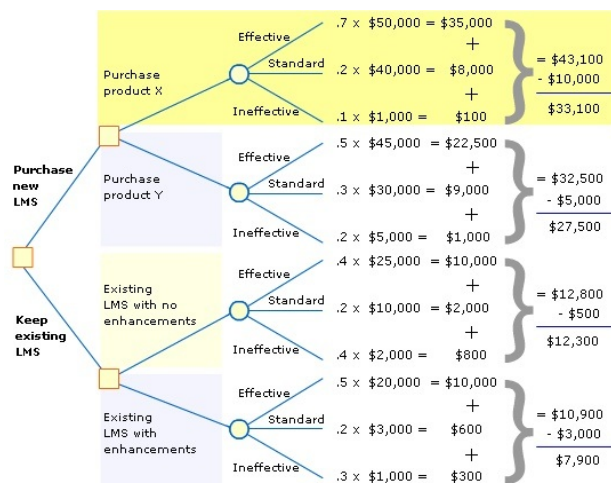 Effective
.7 x $50,000 = $35,000
+
Purchase
product X
Standard
.2 x $40,000 = $8,000
+
Ineffective
.1 x $1,000 = $100
= $43,100
- $10,000
$33,100
Purchase
new
LMS
Effective
.5 x $45,000 = $22,500
+
Purchase
product Y
Standard
.3 x $30,000 = $9,000
+
Ineffective
.2 x $5,000 = $1,000
= $32,500
- $5,000
$27,500
Keep
existing
LMS
Effective
.4 x $25,000 = $10,000
+
Existing
LMS with no
enhancements
Standard
.2 x $10,000 = $2,000
+
Ineffective
.4 x $2,000 = $800
= $12,800
- $500
$12,300
Effective
.5 x $20,000 = $10,000
+
Existing
LMS with
enhancements
Standard
.2 x $3,000 = $600
+
Ineffective
.3 x $1,000 = $300
= $10,900
- $3,000
$7,900